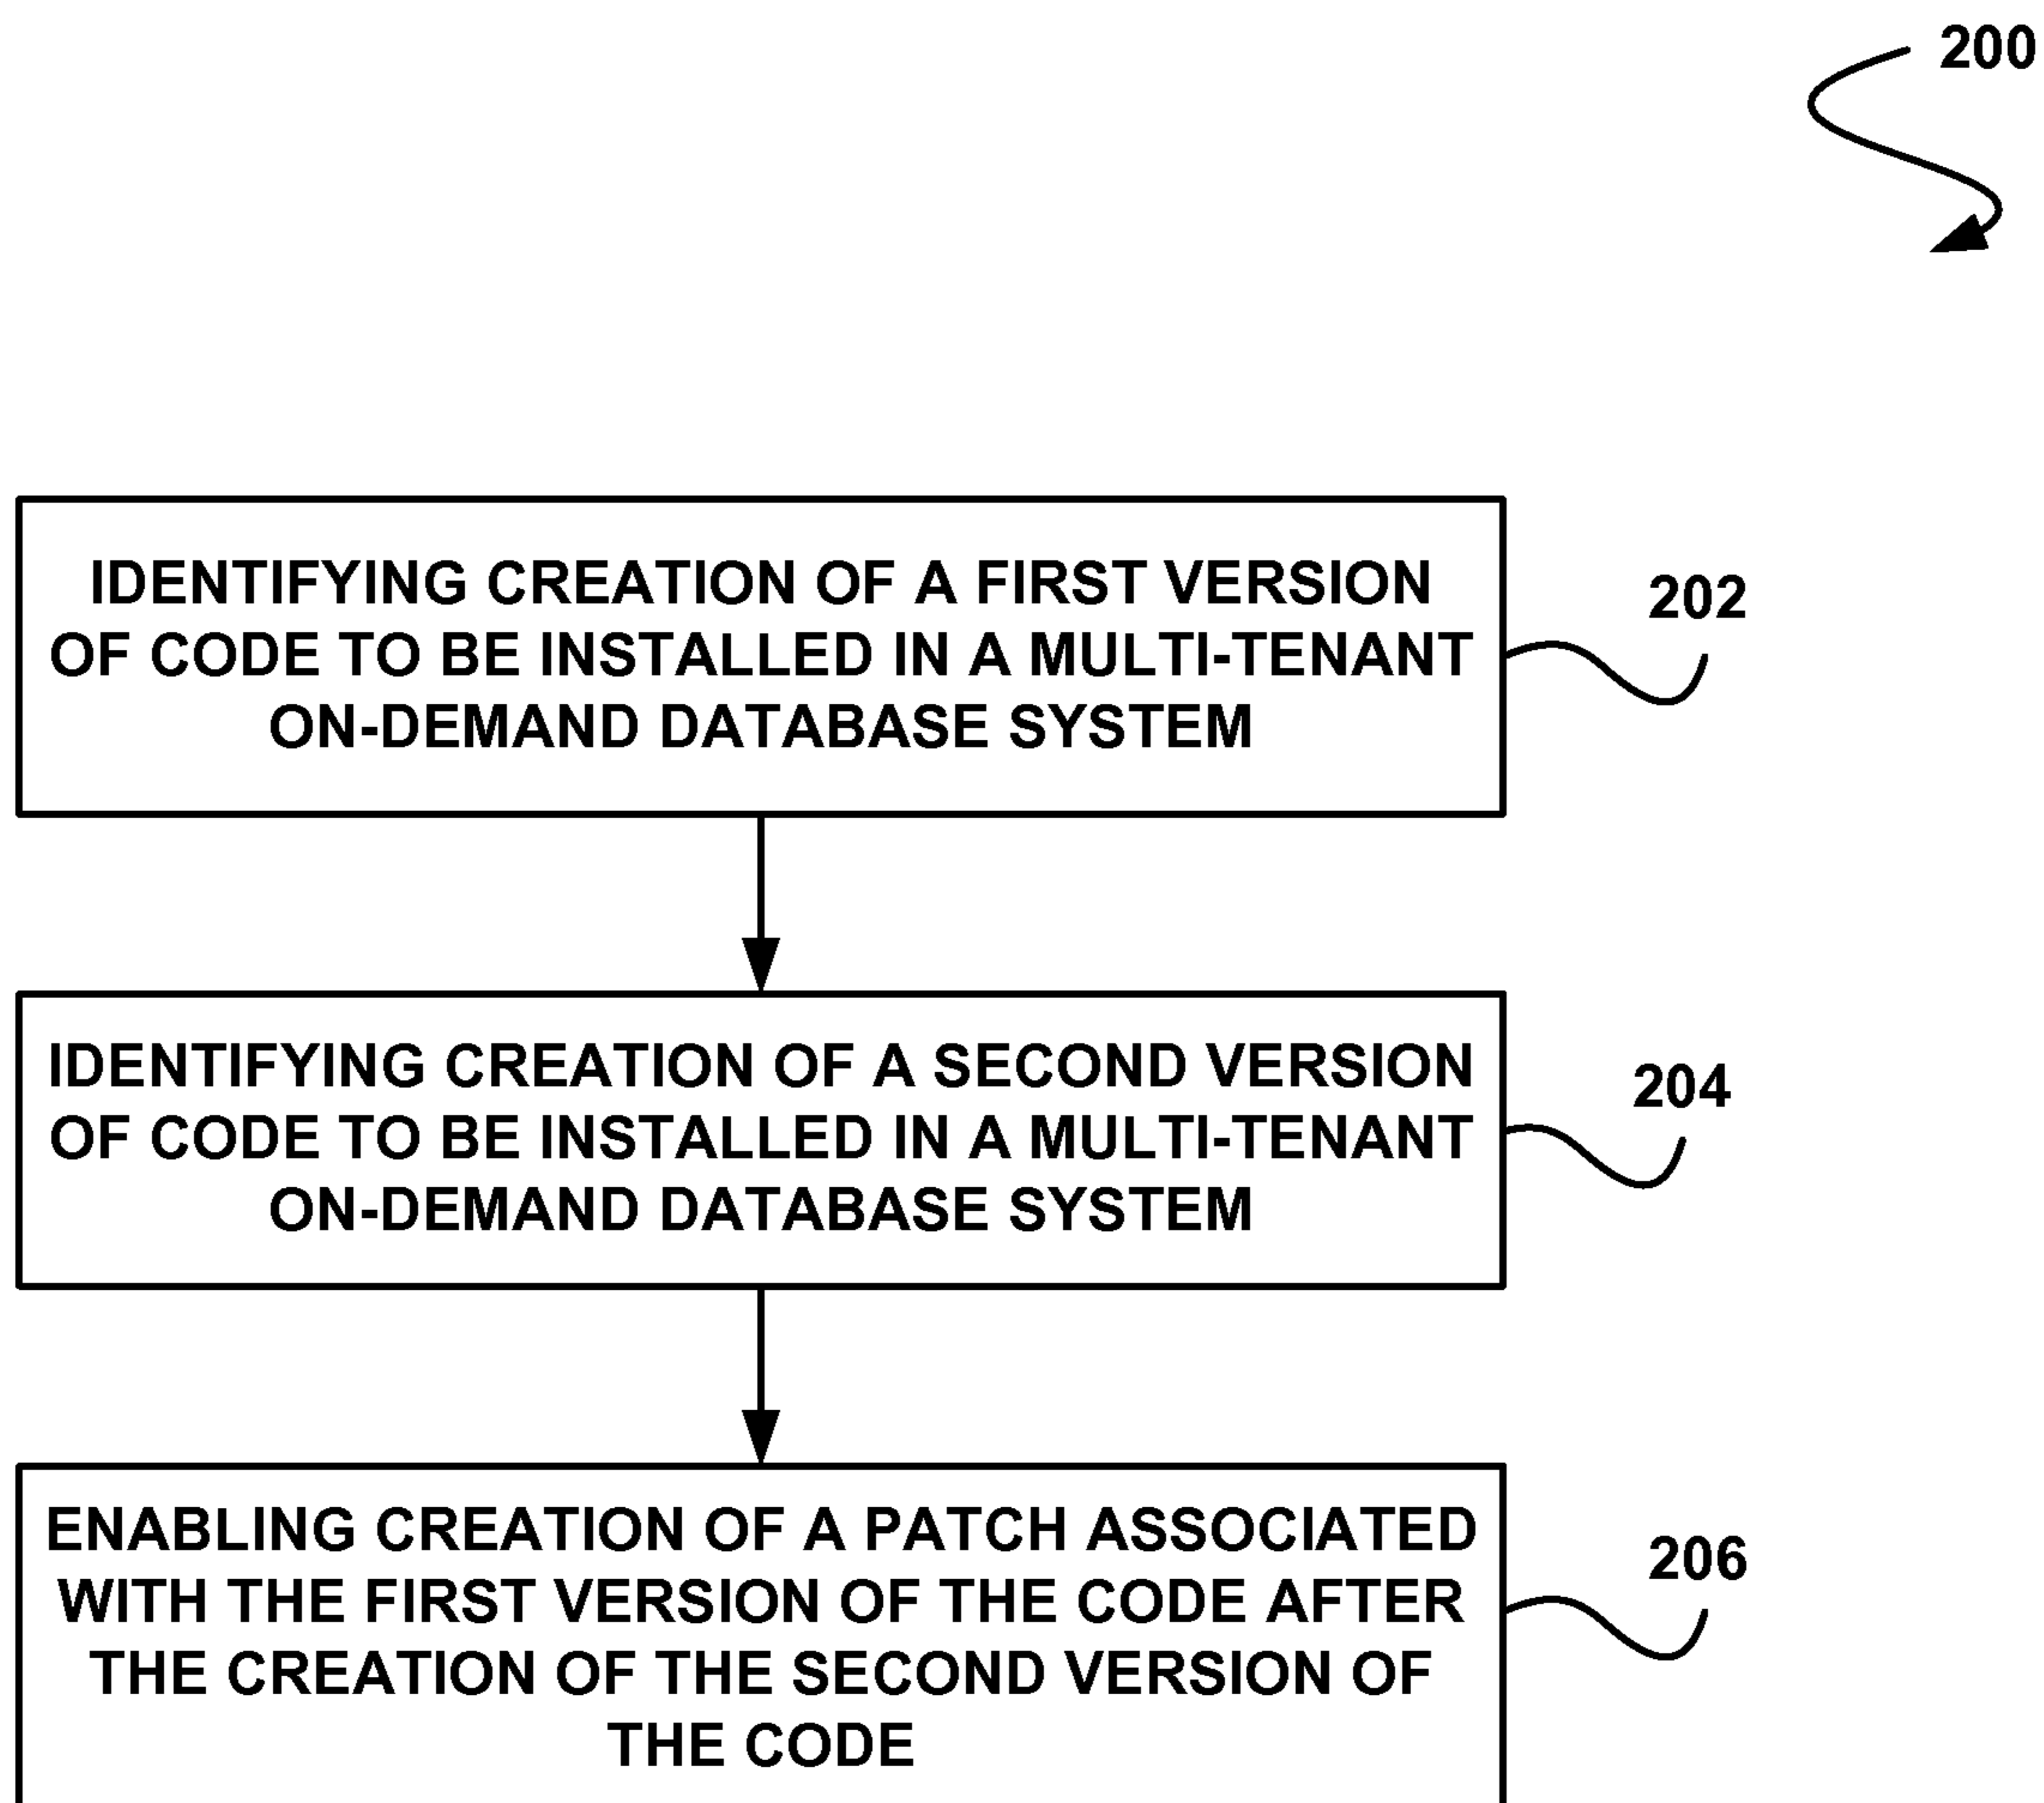 200
IDENTIFYING CREATION OF A FIRST VERSION
OF CODE TO BE INSTALLED IN A MULTI-TENANT
ON-DEMAND DATABASE SYSTEM
202
IDENTIFYING CREATION OF A SECOND VERSION
OF CODE TO BE INSTALLED IN A MULTI-TENANT
ON-DEMAND DATABASE SYSTEM
204
ENABLING CREATION OF A PATCH ASSOCIATED
WITH THE FIRST VERSION OF THE CODE AFTER
THE CREATION OF THE SECOND VERSION OF
THE CODE
206